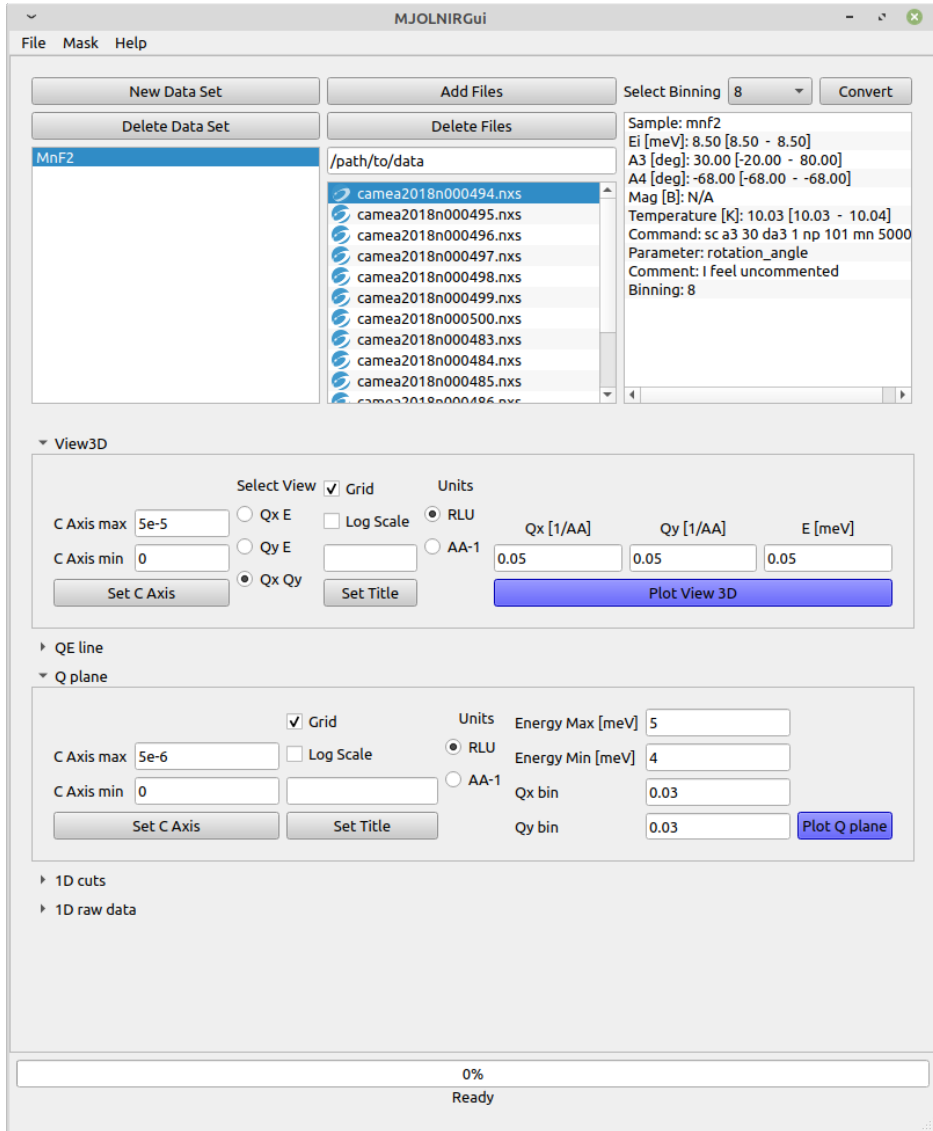 MJOLNIRGui
File Mask Help
New Data Set
Delete Data Set
MnF2
Add Files
Delete Files
/path/to/data
camea2018n000494.nxs
camea2018n000495.nxs
camea2018n000496.nxs
camea2018n000497.nxs
camea2018n000498.nxs
camea2018n000499.nxs
camea2018n000500.nxs
camea2018n000483.nxs
camea2018n000484.nxs
camea2018n000485.nxs
camea2018n000486.nxs
Select Binning 8 Convert
Sample: mnf2
Ei [meV]: 8.50 [8.50 - 8.50]
A3 [deg]: 30.00 [-20.00 - 80.00]
A4 [deg]: -68.00 [-68.00 - -68.00]
Mag [B]: N/A
Temperature [K]: 10.03 [10.03 - 10.04]
Command: sc a3 30 da3 1 np 101 mn 5000
Parameter: rotation_angle
Comment: I feel uncommented
Binning: 8
View3D
C Axis max 5e-5
C Axis min 0
Set C Axis
Select View
Qx E
Qy E
Qx Qy
Grid
Log Scale
Set Title
Units
RLU
AA-1
Qx [1/AA] Qy [1/AA] E [meV]
0.05 0.05 0.05
Plot View 3D
QE line
Q plane
C Axis max 5e-6
C Axis min 0
Set C Axis
Grid
Log Scale
Set Title
Units
RLU
AA-1
Energy Max [meV] 5
Energy Min [meV] 4
Qx bin 0.03
Qy bin 0.03
Plot Q plane
1D cuts
1D raw data
0%
Ready